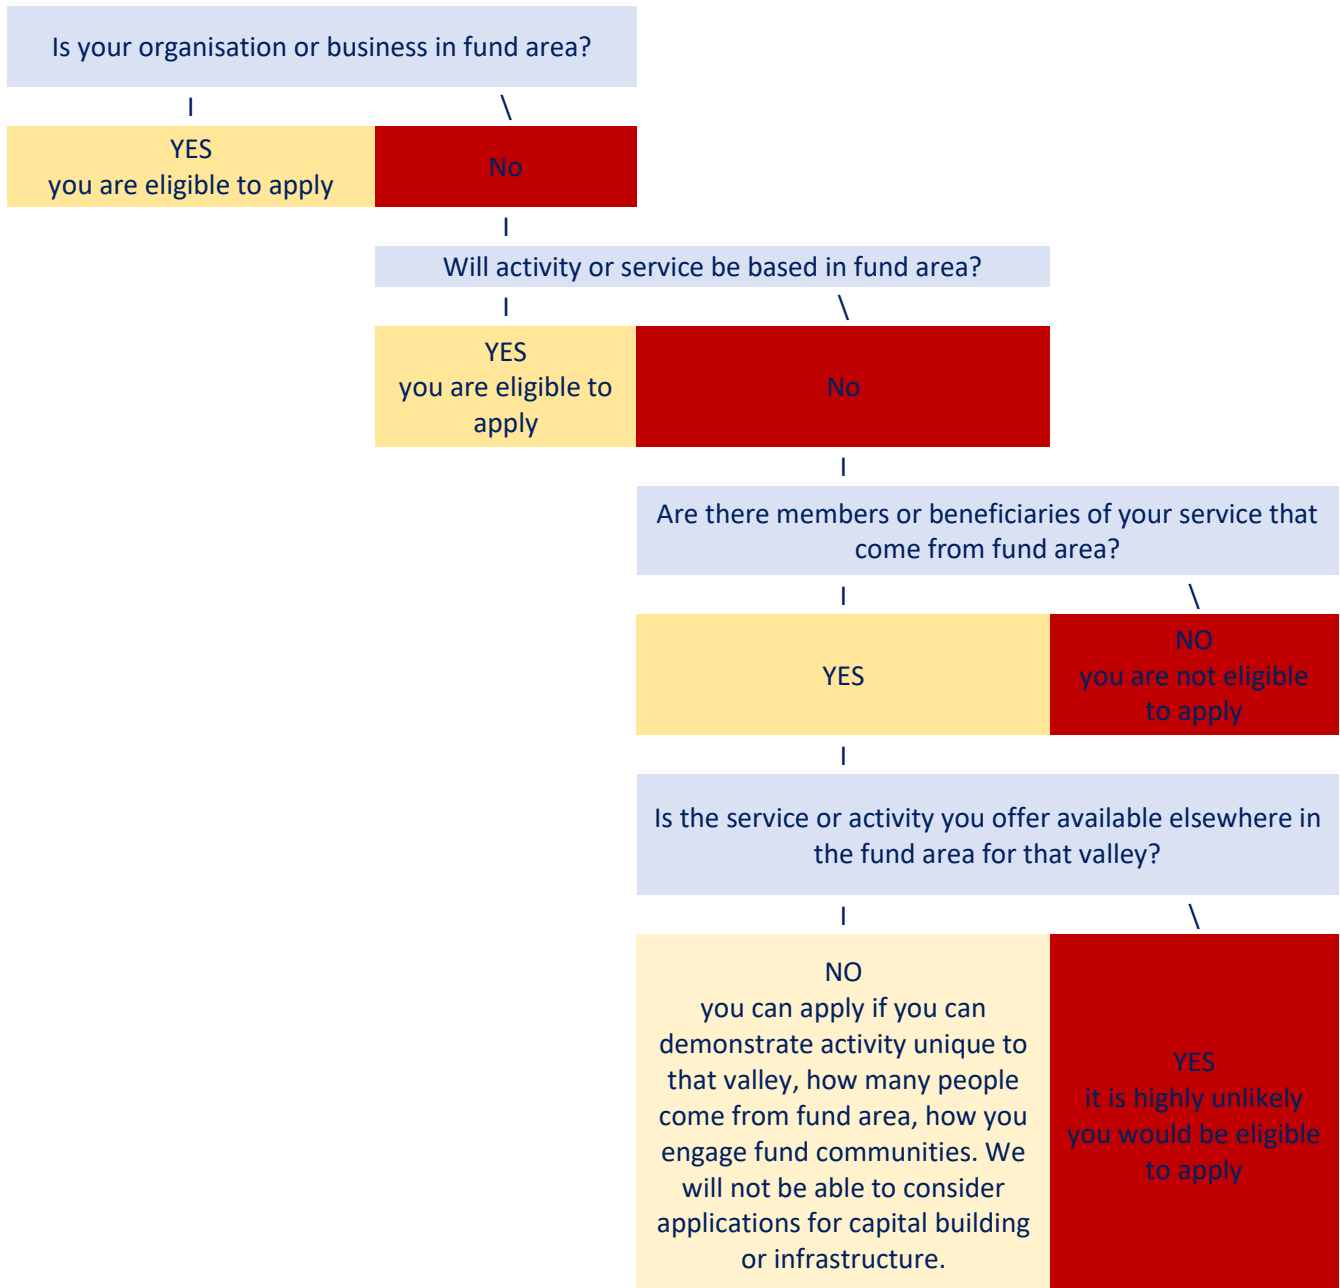 Is your organisation or business in fund area?
I \
YES
you are eligible to apply
No
I
Will activity or service be based in fund area?
I \
YES
you are eligible to
apply
No
I
Are there members or beneficiaries of your service that
come from fund area?
I \
YES
NO
you are not eligible
to apply
I
Is the service or activity you offer available elsewhere in
the fund area for that valley?
I \
NO
you can apply if you can
demonstrate activity unique to
that valley, how many people
come from fund area, how you
engage fund communities. We
will not be able to consider
applications for capital building
or infrastructure.
YES
it is highly unlikely
you would be eligible
to apply